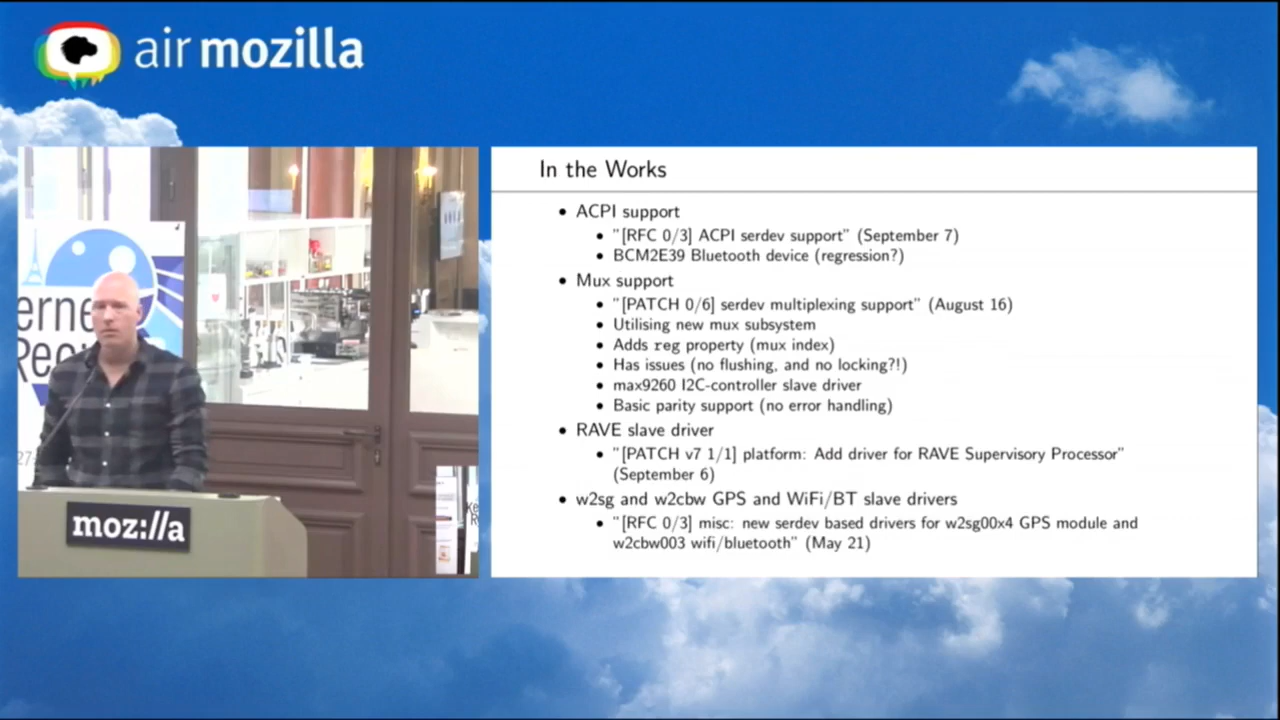 air mozilla
erne
Rec
27-
moz://a
In the Works
• ACPI support
• "[RFC 0/3] ACPI serdev support" (September 7)
• BCM2E39 Bluetooth device (regression?)
• Mux support
• "[PATCH 0/6] serdev multiplexing support" (August 16)
• Utilising new mux subsystem
• Adds reg property (mux index)
• Has issues (no flushing, and no locking?!)
• max9260 I2C-controller slave driver
• Basic parity support (no error handling)
• RAVE slave driver
• "[PATCH v7 1/1] platform: Add driver for RAVE Supervisory Processor"
(September 6)
• w2sg and w2cbw GPS and WiFi/BT slave drivers
• "[RFC 0/3] misc: new serdev based drivers for w2sg00x4 GPS module and
w2cbw003 wifi/bluetooth" (May 21)